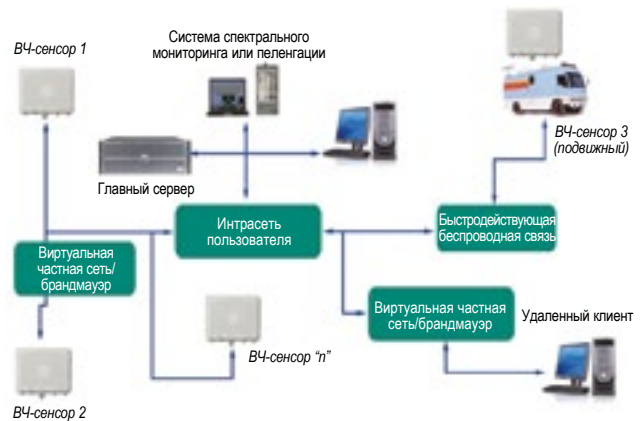 ВЧ-сенсор 1
Система спектрального
мониторинга или пеленгации
ВЧ-сенсор 3
(подвижный)
Главный сервер
Интрасеть
пользователя
Быстродействующая
беспроводная связь
Виртуальная
частная сеть/
брандмауэр
Виртуальная частная
сеть/брандмауэр
Удаленный клиент
ВЧ-сенсор "n"
ВЧ-сенсор 2